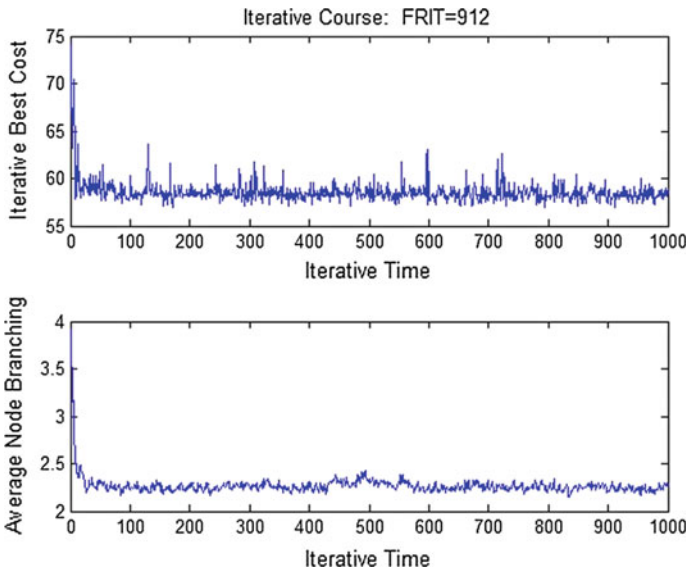 Iterative Course: FRIT=912
Iterative Best Cost
75
70
65
60
55
0 100 200 300 400 500 600 700 800 900 1000
Iterative Time
Average Node Branching
4
3.5
3
2.5
2
0 100 200 300 400 500 600 700 800 900 1000
Iterative Time